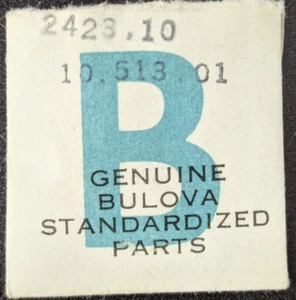 2423.10
10.513.01
B
GENUINE
BULOVA
STANDARDIZED
PARTS